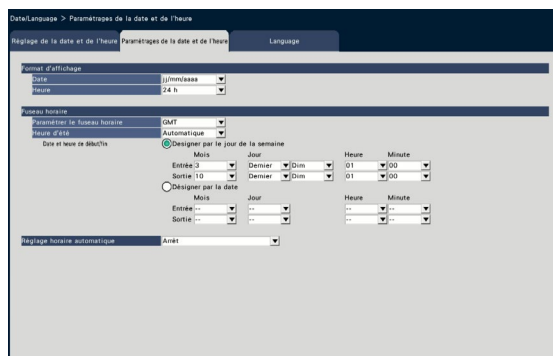 Date/Language > Paramétrages de la date et de l'heure
Réglage de la date et de l'heure Paramétrages de la date et de l'heure Language
Format d'affichage
Date jj/mm/aaaa
Heure 24 h
Fuseau horaire
Paramétrer le fuseau horaire GMT
Heure d'été Automatique
Date et heure de début/fin Designer par le jour de la semaine
Mois Jour Heure Minute
Entrée 3 Dernier Dim 01 00
Sortie 10 Dernier Dim 01 00
Désigner par la date
Mois Jour Heure Minute
Entrée -- -- -- --
Sortie -- -- -- --
Réglage horaire automatique Arrêt